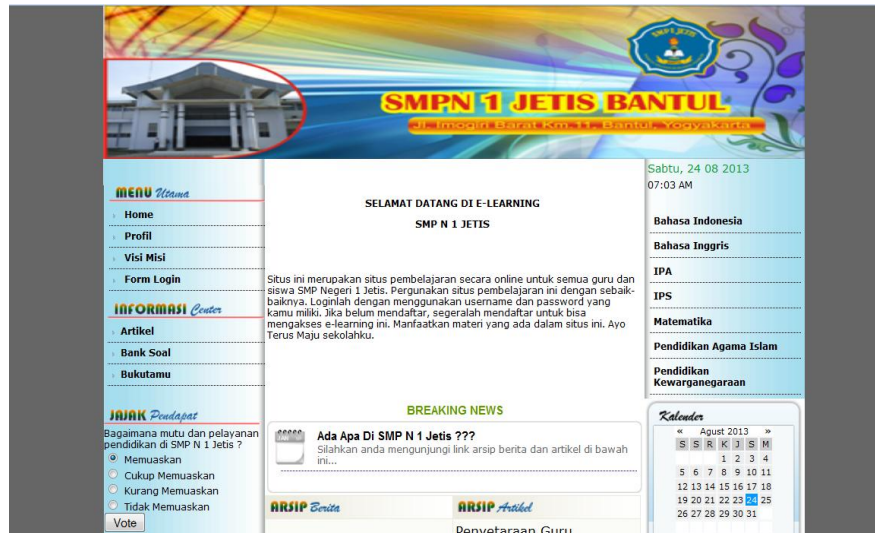 SMPN 1 JETIS
SMPN 1 JETIS BANTUL
Jl. Imogiri Barat Km. 11, Bantul, Yogyakarta
MENU Utama
Home
Profil
Visi Misi
Form Login
INFORMASI Center
Artikel
Bank Soal
Bukutamu
JAJAK Pendapat
Bagaimana mutu dan pelayanan
pendidikan di SMP N 1 Jetis ?
Memuaskan
Cukup Memuaskan
Kurang Memuaskan
Tidak Memuaskan
Vote
SELAMAT DATANG DI E-LEARNING
SMP N 1 JETIS
Situs ini merupakan situs pembelajaran secara online untuk semua guru dan
siswa SMP Negeri 1 Jetis. Pergunakan situs pembelajaran ini dengan sebaik-
baiknya. Loginlah dengan menggunakan username dan password yang
kamu miliki. Jika belum mendaftar, segeralah mendaftar untuk bisa
mengakses e-learning ini. Manfaatkan materi yang ada dalam situs ini. Ayo
Terus Maju sekolahku.
BREAKING NEWS
Ada Apa Di SMP N 1 Jetis ???
Silahkan anda mengunjungi link arsip berita dan artikel di bawah
ini...
ARSIP Berita
ARSIP Artikel
Penyetaraan Guru
Sabtu, 24 08 2013
07:03 AM
Bahasa Indonesia
Bahasa Inggris
IPA
IPS
Matematika
Pendidikan Agama Islam
Pendidikan
Kewarganegaraan
Kalender
« Agust 2013 »
S S R K J S M
1 2 3 4
5 6 7 8 9 10 11
12 13 14 15 16 17 18
19 20 21 22 23 24 25
26 27 28 29 30 31